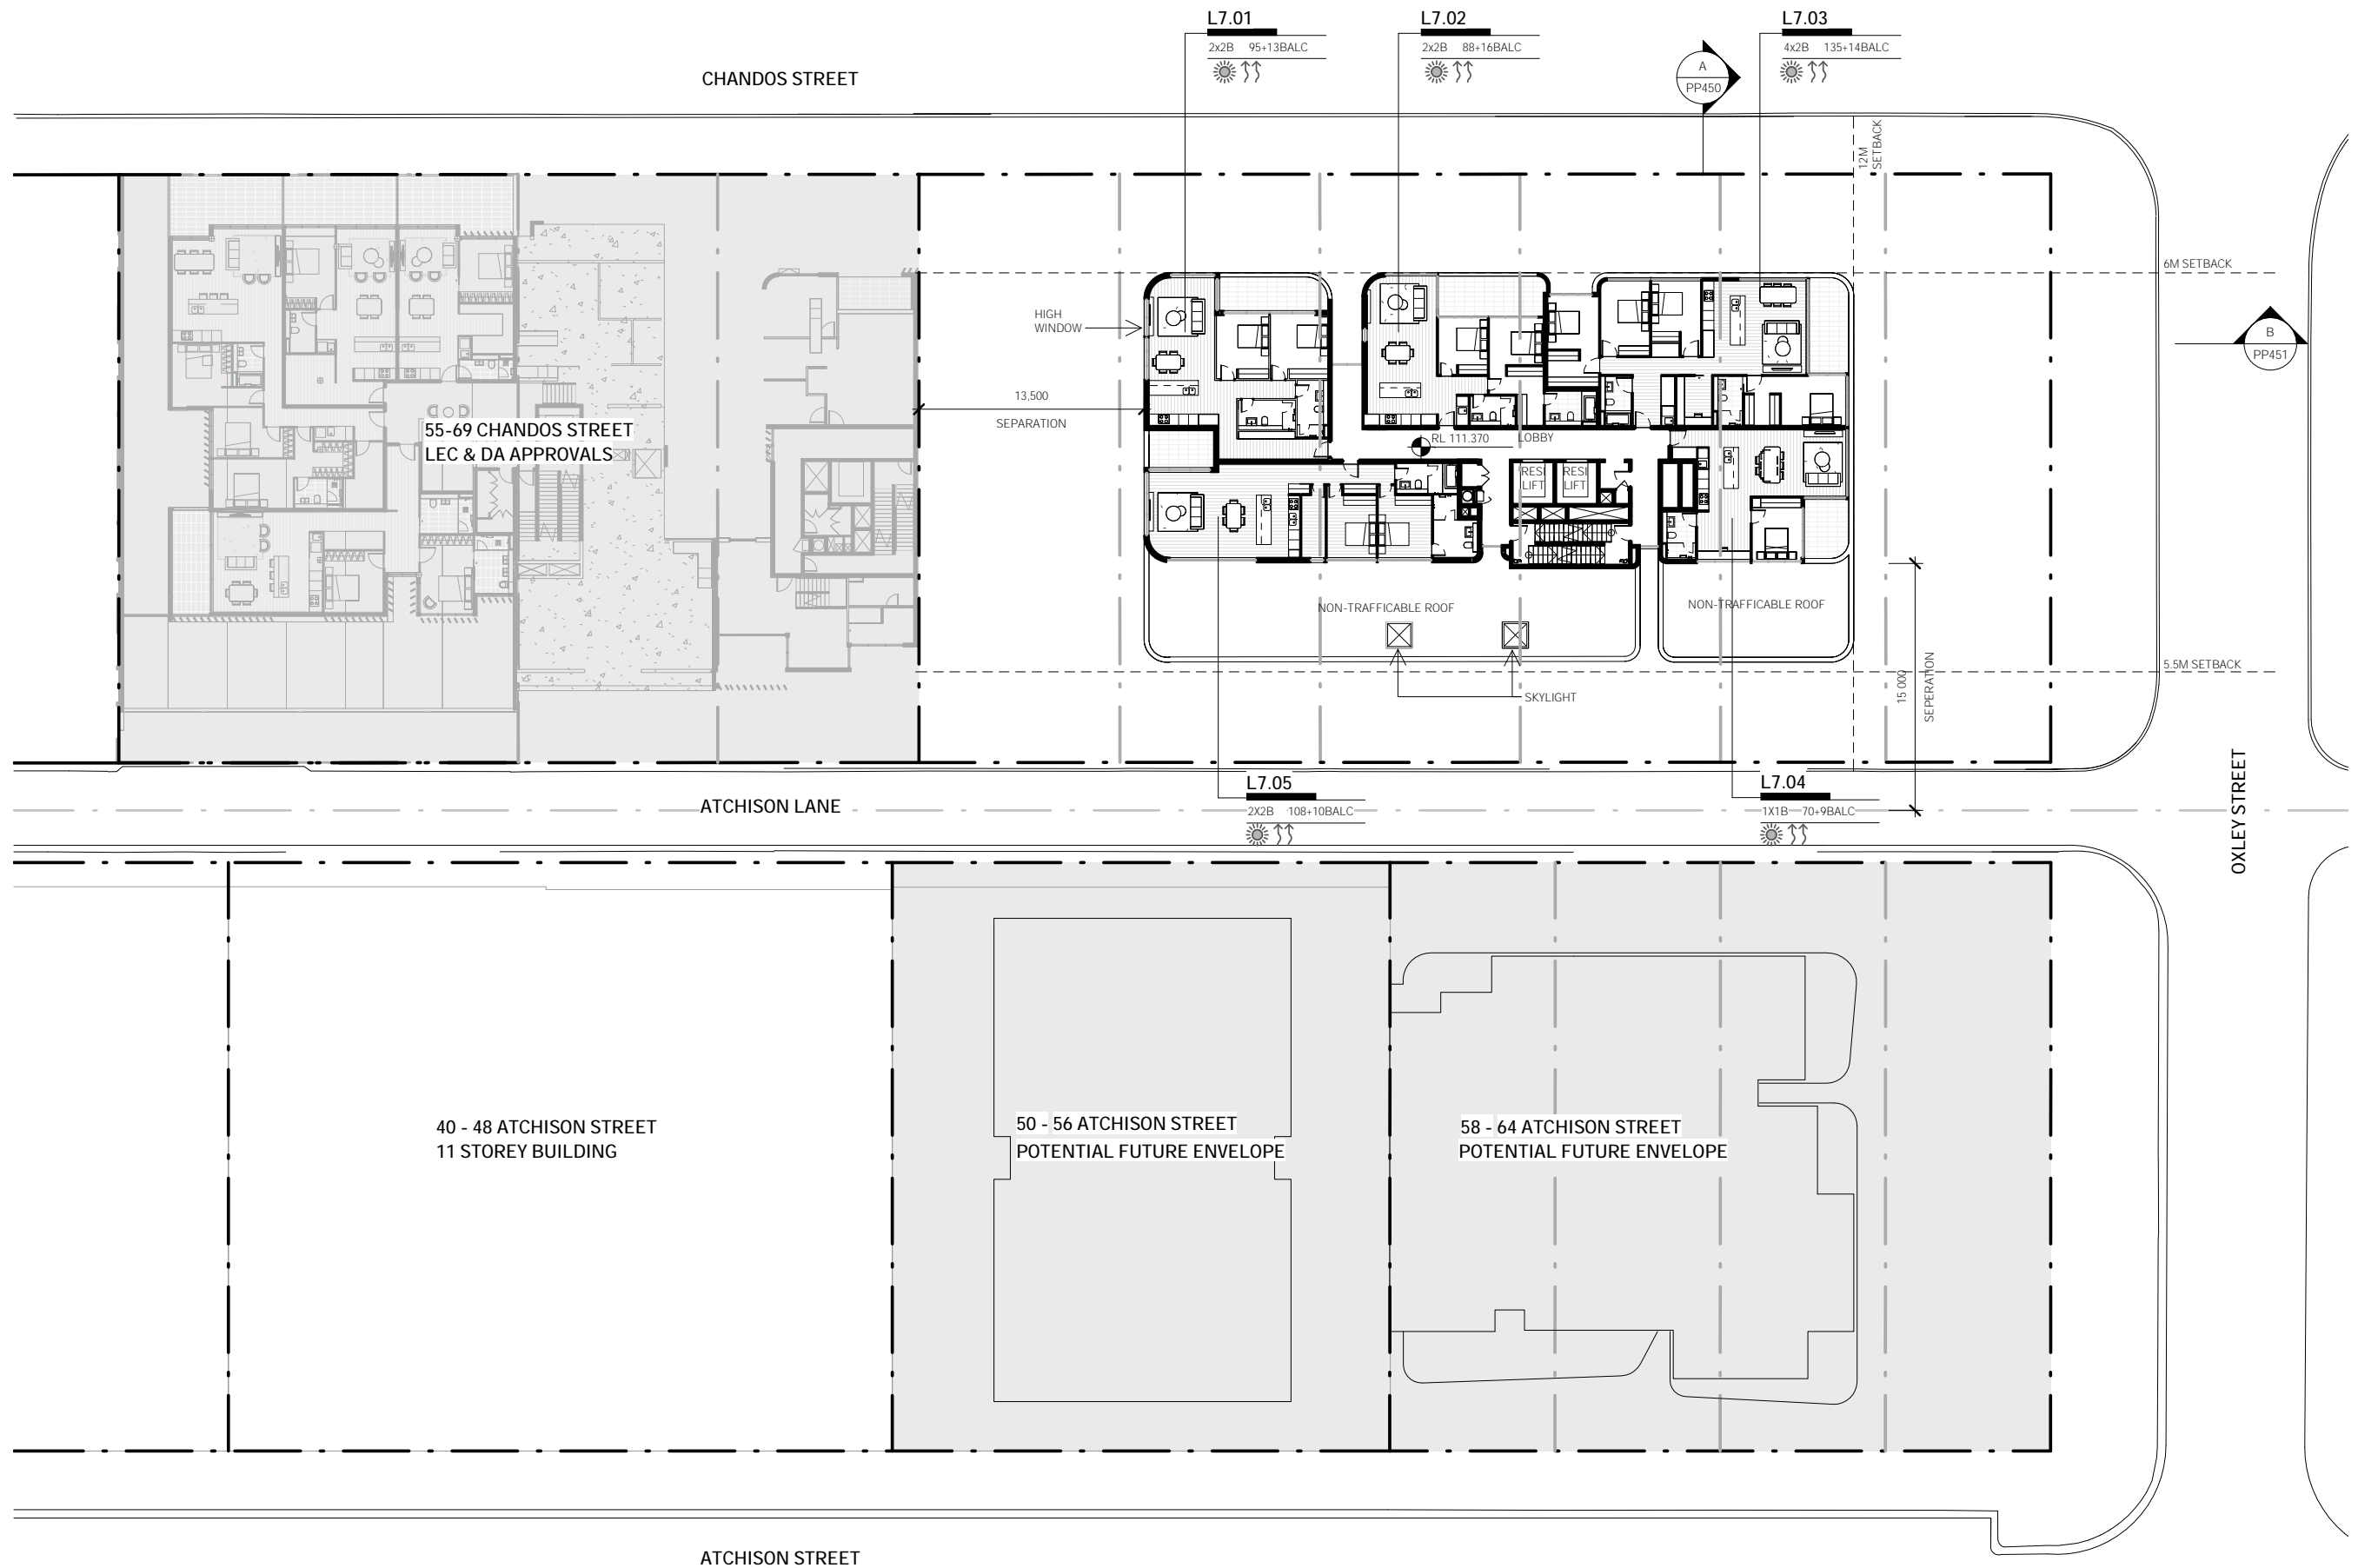 L7.01
2x2B 95+13BALC
L7.02
2x2B 88+16BALC
L7.03
4x2B 135+14BALC
CHANDOS STREET
A
PP450
12M
SETBACK
6M SETBACK
HIGH
WINDOW
B
PP451
13,500
SEPARATION
55-69 CHANDOS STREET
LEC & DA APPROVALS
RL 111.370
LOBBY
RESI
LIFT
RESI
LIFT
NON-TRAFFICABLE ROOF
NON-TRAFFICABLE ROOF
5.5M SETBACK
SKYLIGHT
15 000
SEPERATION
L7.05
2X2B 108+10BALC
L7.04
1X1B 70+9BALC
ATCHISON LANE
OXLEY STREET
40 - 48 ATCHISON STREET
11 STOREY BUILDING
50 - 56 ATCHISON STREET
POTENTIAL FUTURE ENVELOPE
58 - 64 ATCHISON STREET
POTENTIAL FUTURE ENVELOPE
ATCHISON STREET